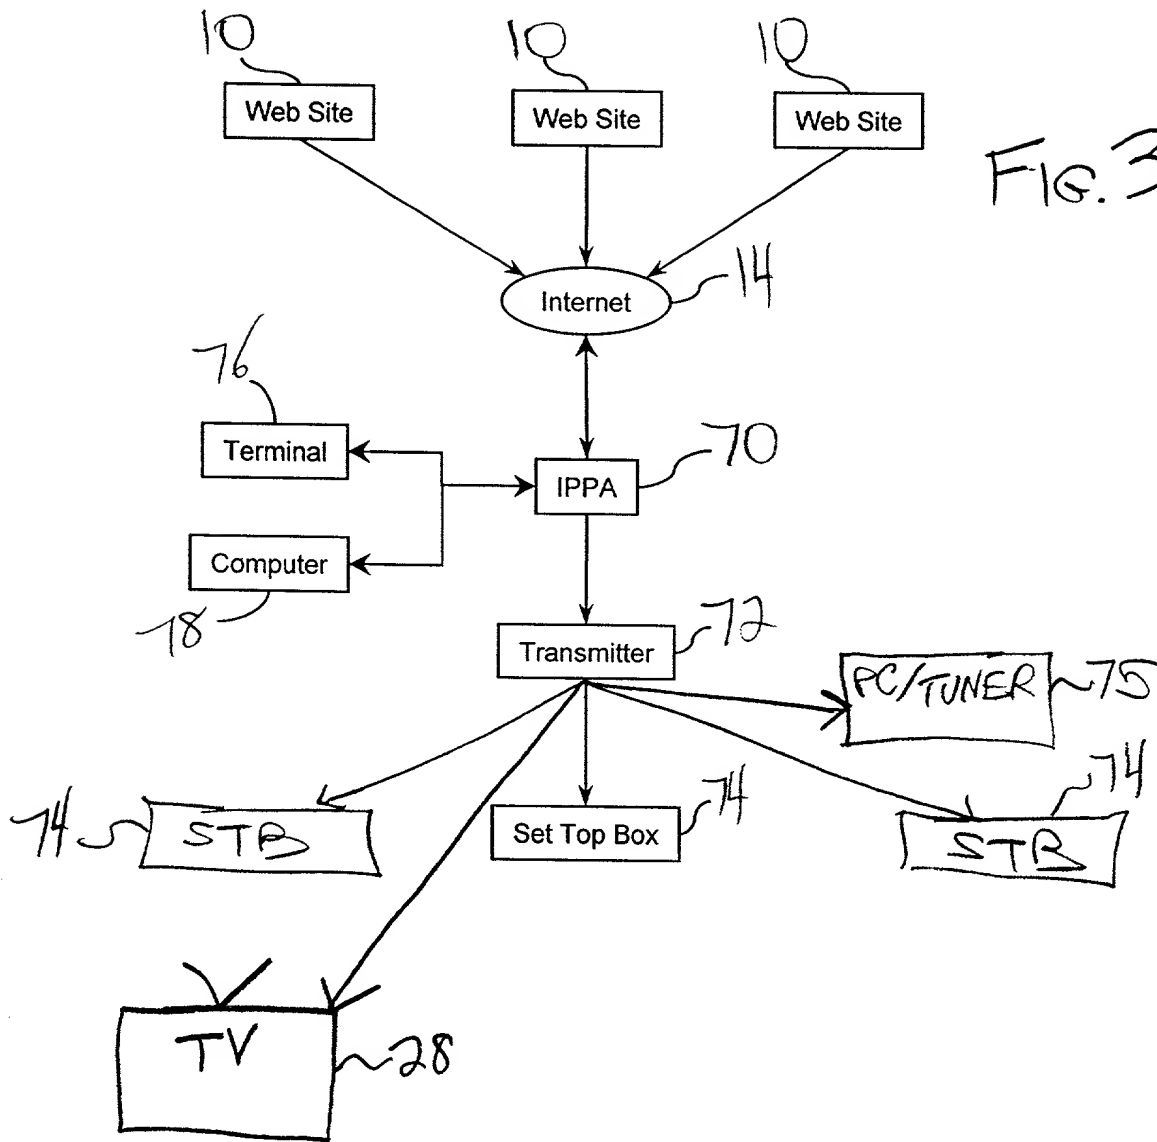 10
10
10
Web Site
Web Site
Web Site
FIG. 3
Internet
14
76
Terminal
IPPA
70
Computer
78
Transmitter
72
PC/TUNER
75
74
STB
Set Top Box
74
74
STB
TV
28